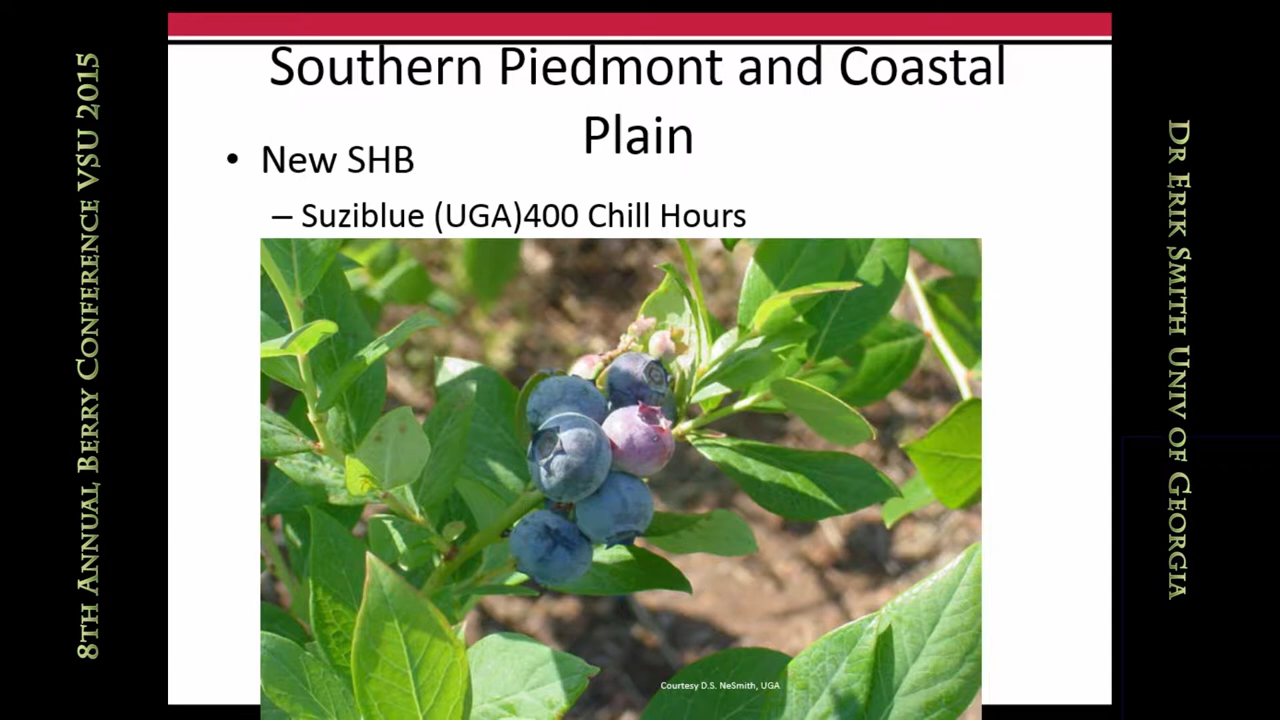 8TH ANNUAL BERRY CONFERENCE VSU 2015
Southern Piedmont and Coastal
Plain
• New SHB
– Suziblue (UGA)400 Chill Hours
Courtesy D.S. NeSmith, UGA
DR ERIK SMITH UNIV OF GEORGIA